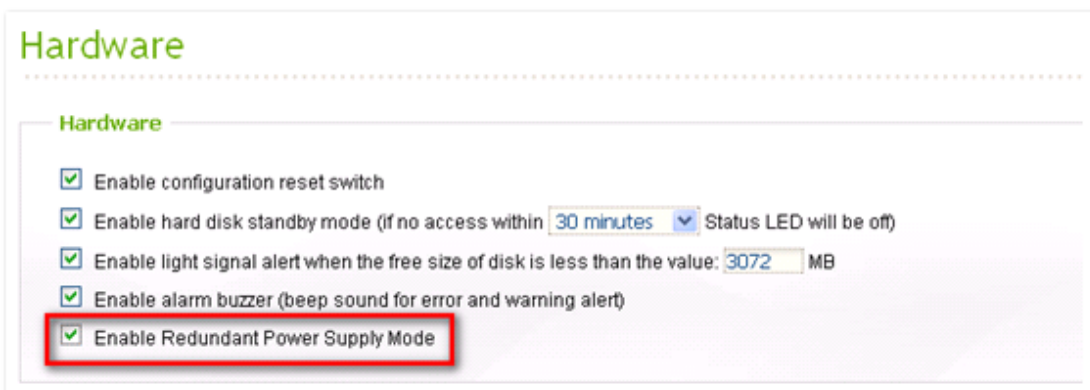 Hardware
Hardware
Enable configuration reset switch
Enable hard disk standby mode (if no access within 30 minutes Status LED will be off)
Enable light signal alert when the free size of disk is less than the value: 3072 MB
Enable alarm buzzer (beep sound for error and warning alert)
Enable Redundant Power Supply Mode